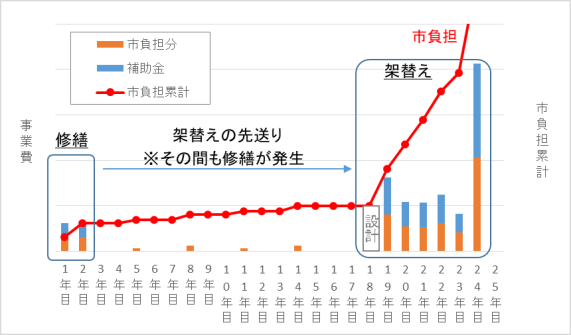 市負担
市負担分
補助金
市負担累計
架替え
修繕
架替えの先送り
※その間も修繕が発生
事業費
市負担累計
設計
1年目
2年目
3年目
4年目
5年目
6年目
7年目
8年目
9年目
10年目
11年目
12年目
13年目
14年目
15年目
16年目
17年目
18年目
19年目
20年目
21年目
22年目
23年目
24年目
25年目